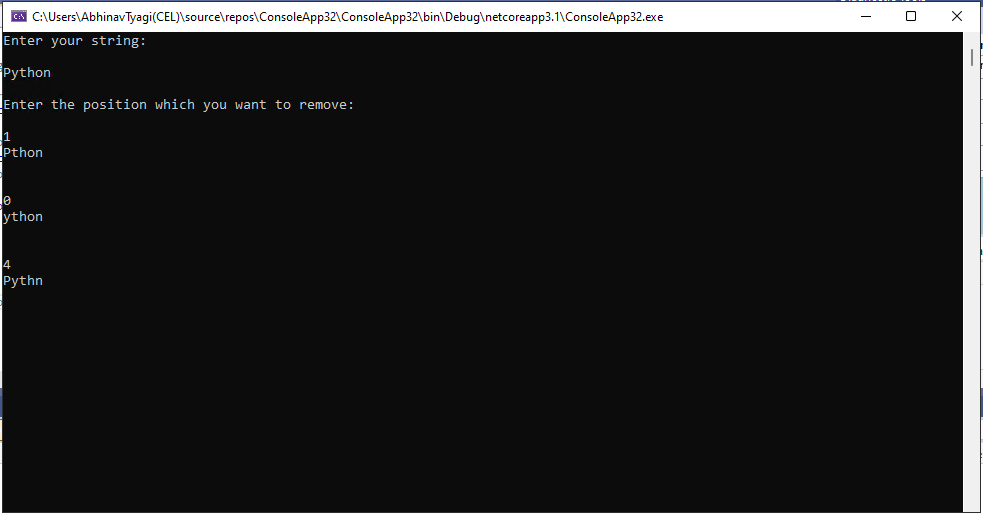 C:\Users\AbhinavTyagi(CEL)\source\repos\ConsoleApp32\ConsoleApp32\bin\Debug\netcoreapp3.1\ConsoleApp32.exe
Enter your string:
Python
Enter the position which you want to remove:
1
Pthon
0
ython
4
Pythn